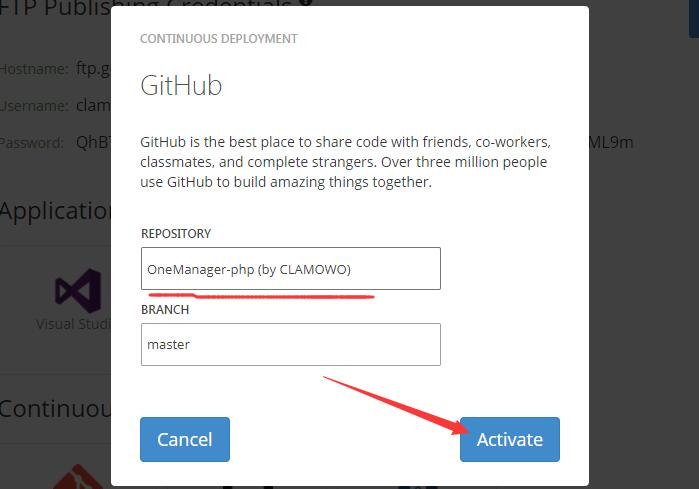 FTP Publishing Credentials
CONTINUOUS DEPLOYMENT
GitHub
Hostname: ftp.g
Username: clam
Password: QhB
ML9m
GitHub is the best place to share code with friends, co-workers,
classmates, and complete strangers. Over three million people
use GitHub to build amazing things together.
Application
REPOSITORY
OneManager-php (by CLAMOWO)
Visual Studi
BRANCH
master
Continuou
Cancel
Activate